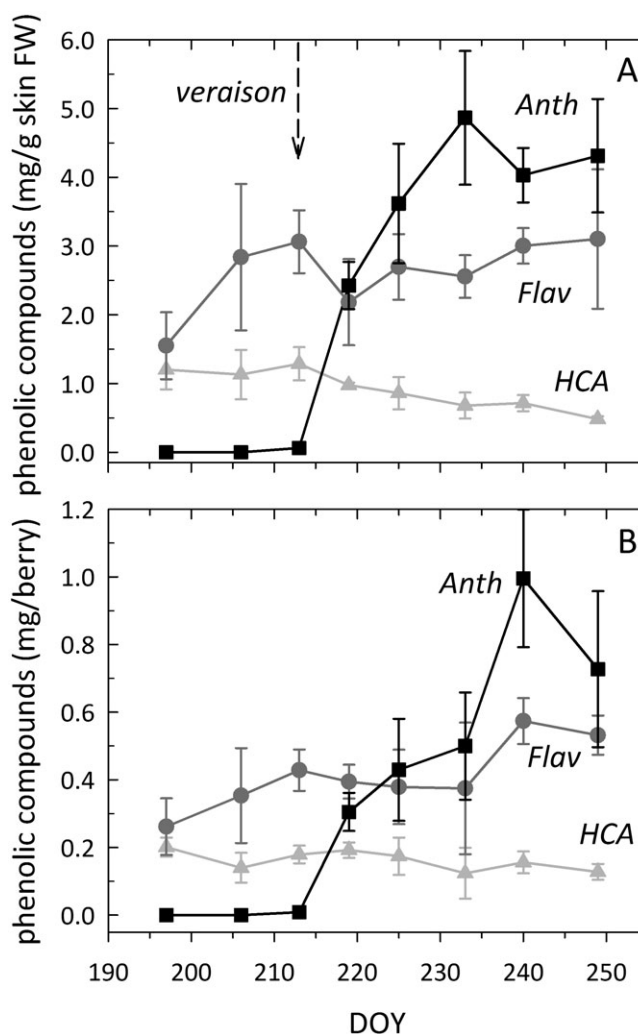 phenolic compounds (mg/g skin FW)
6.0
5.0
4.0
3.0
2.0
1.0
0.0
A
veraison
Anth
Flav
HCA
phenolic compounds (mg/berry)
1.2
1.0
0.8
0.6
0.4
0.2
0.0
B
Anth
Flav
HCA
190 200 210 220 230 240 250
DOY